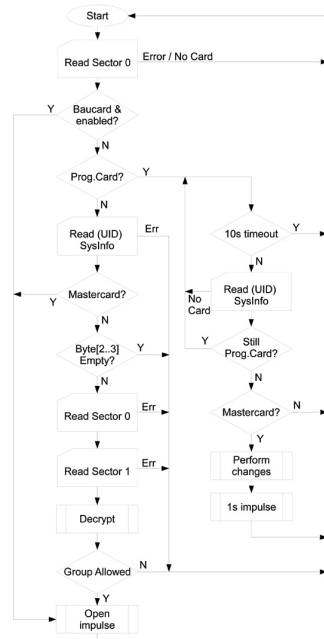 Start
Read Sector 0
Error / No Card
Y
Baucard &
enabled?
N
Prog.Card?
Y
N
Read (UID)
SysInfo
Err
10s timeout
Y
N
Y
Mastercard?
N
Read (UID)
SysInfo
No
Card
Byte[2..3]
Empty?
Y
N
Y
Still
Prog.Card?
N
Read Sector 0
Err
Mastercard?
N
Y
Read Sector 1
Err
Perform
changes
Decrypt
1s impulse
Group Allowed
N
Y
Open
impulse